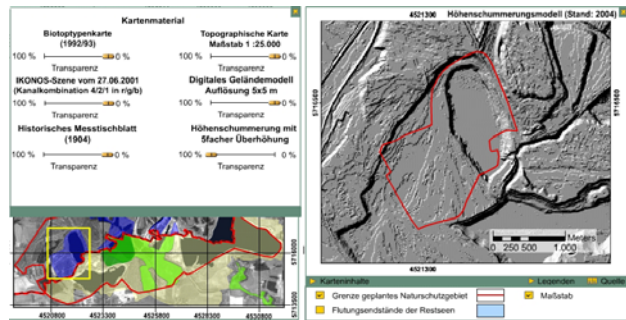 Kartenmaterial
Biotoptypenkarte
(1992/93)
100 % 0 %
Transparenz
Topographische Karte
Maßstab 1 :25.000
100 % 0 %
Transparenz
IKONOS-Szene vom 27.06.2001
(Kanalkombination 4/2/1 in r/g/b)
100 % 0 %
Transparenz
Digitales Geländemodell
Auflösung 5x5 m
100 % 0 %
Transparenz
Historisches Messtischblatt
(1904)
100 % 0 %
Transparenz
Höhenschummerung mit
5facher Überhöhung
100 % 0 %
Transparenz
5716000
5713500
4520800 4523300 4525800 4528300 4530800
4521300
Höhenschummerungsmodell (Stand: 2004)
Meters
0 250 500 1.000
4521300
Karteninhalte
Legenden
Quelle
Grenze geplantes Naturschutzgebiet
Maßstab
Flutungsendstände der Restseen